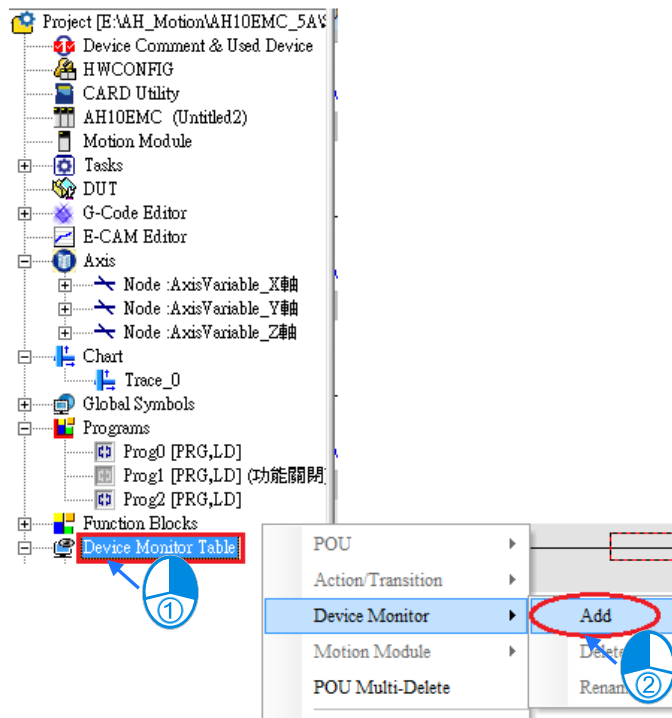 Project [E:\AH_Motion\AH10EMC_5A\
Device Comment & Used Device
HWCONFIG
CARD Utility
AH10EMC (Untitled2)
Motion Module
Tasks
DUT
G-Code Editor
E-CAM Editor
Axis
Node :AxisVariable_X軸
Node :AxisVariable_Y軸
Node :AxisVariable_Z軸
Chart
Trace_0
Global Symbols
Programs
Prog0 [PRG,LD]
Prog1 [PRG,LD] (功能關閉
Prog2 [PRG,LD]
Function Blocks
Device Monitor Table
①
POU
Action/Transition
Device Monitor
Motion Module
POU Multi-Delete
Add
Delete
Renam
②